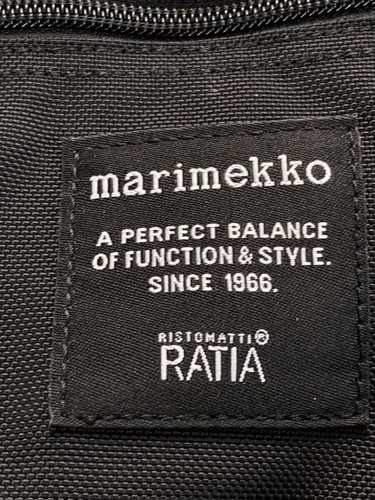 marimekko
A PERFECT BALANCE
OF FUNCTION & STYLE.
SINCE 1966.
RISTOMATTI®
RATIA